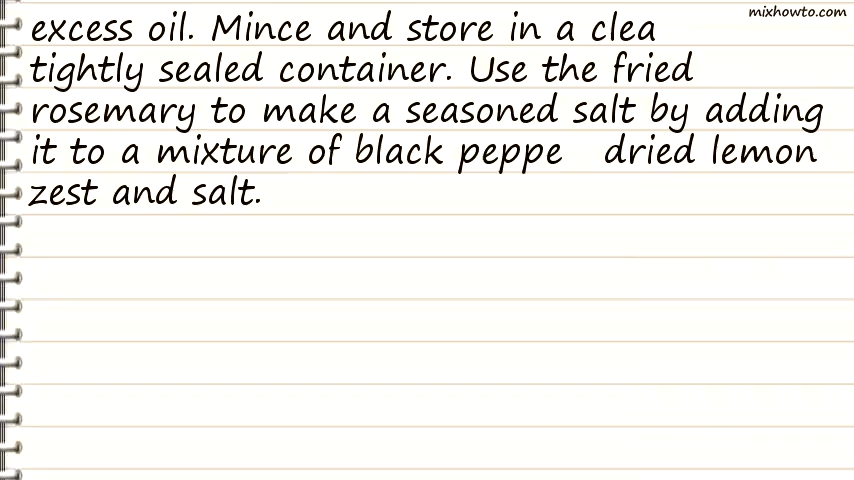 mixhowto.com
excess oil. Mince and store in a clea
tightly sealed container. Use the fried
rosemary to make a seasoned salt by adding
it to a mixture of black peppe dried lemon
zest and salt.